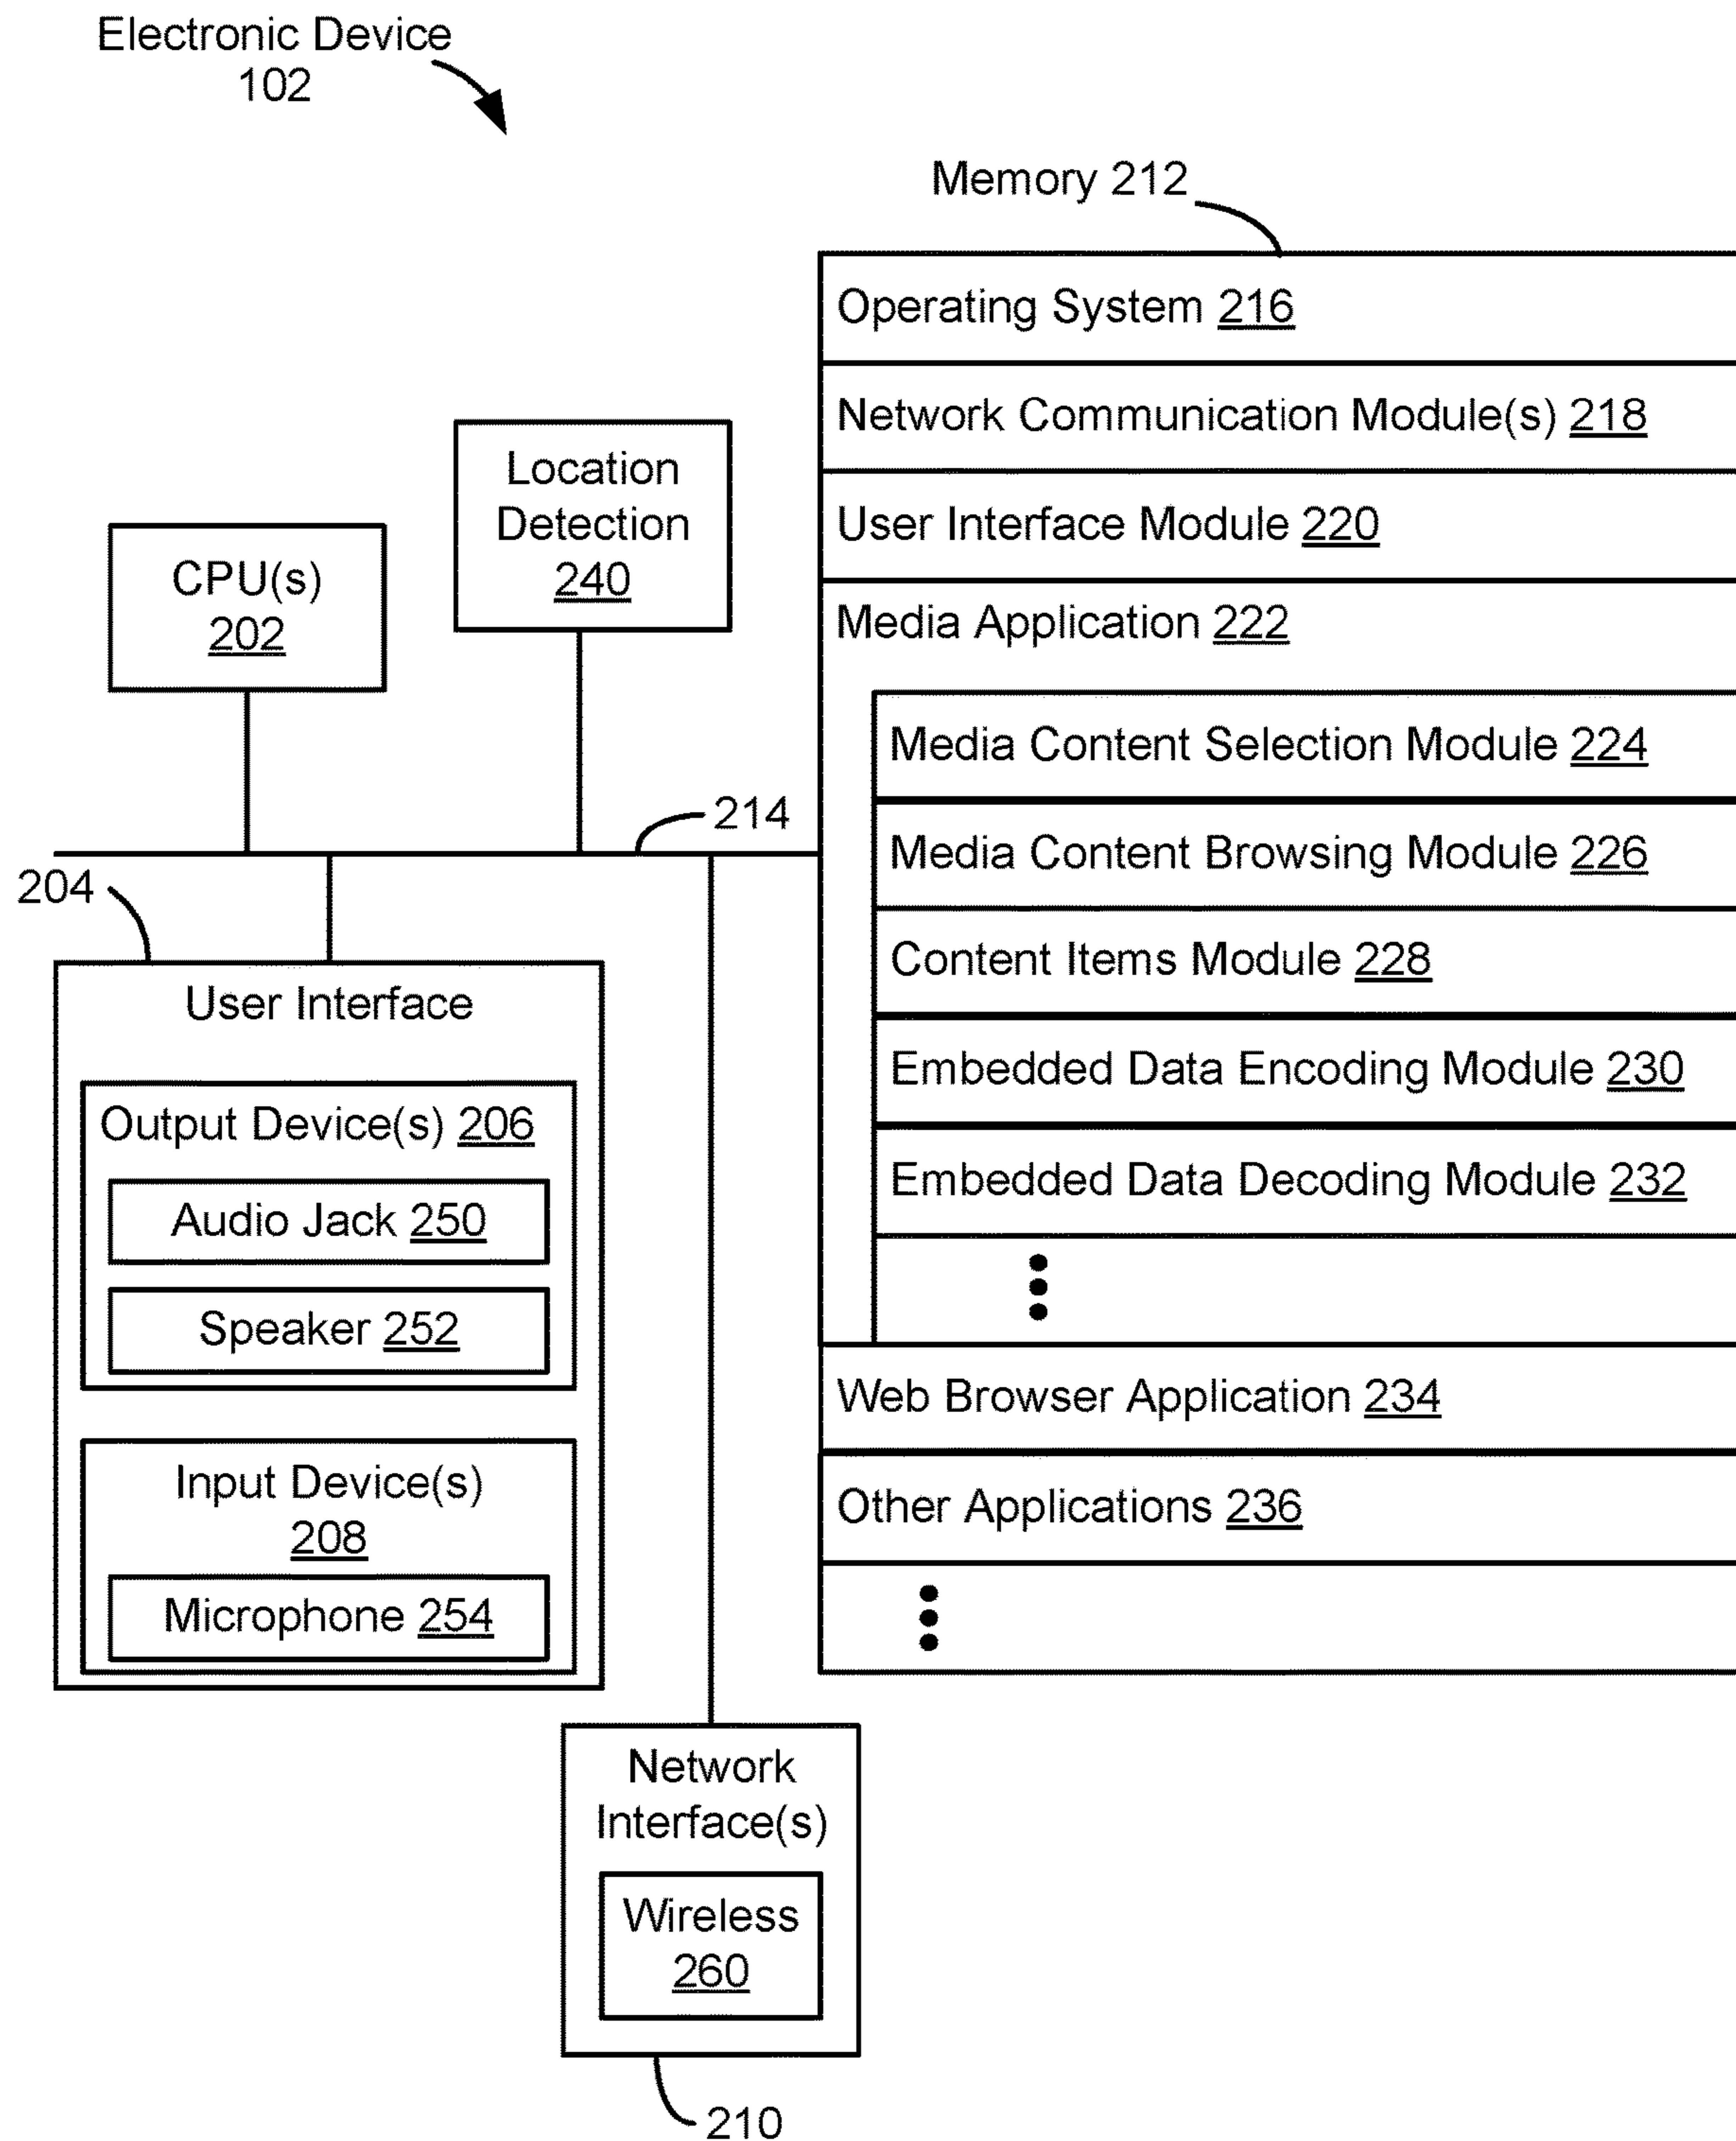 Electronic Device
102
Memory 212
Operating System 216
Network Communication Module(s) 218
User Interface Module 220
Media Application 222
Media Content Selection Module 224
Media Content Browsing Module 226
Content Items Module 228
Embedded Data Encoding Module 230
Embedded Data Decoding Module 232
Web Browser Application 234
Other Applications 236
Location
Detection
240
CPU(s)
202
214
204
User Interface
Output Device(s) 206
Audio Jack 250
Speaker 252
Input Device(s)
208
Microphone 254
Network
Interface(s)
Wireless
260
210